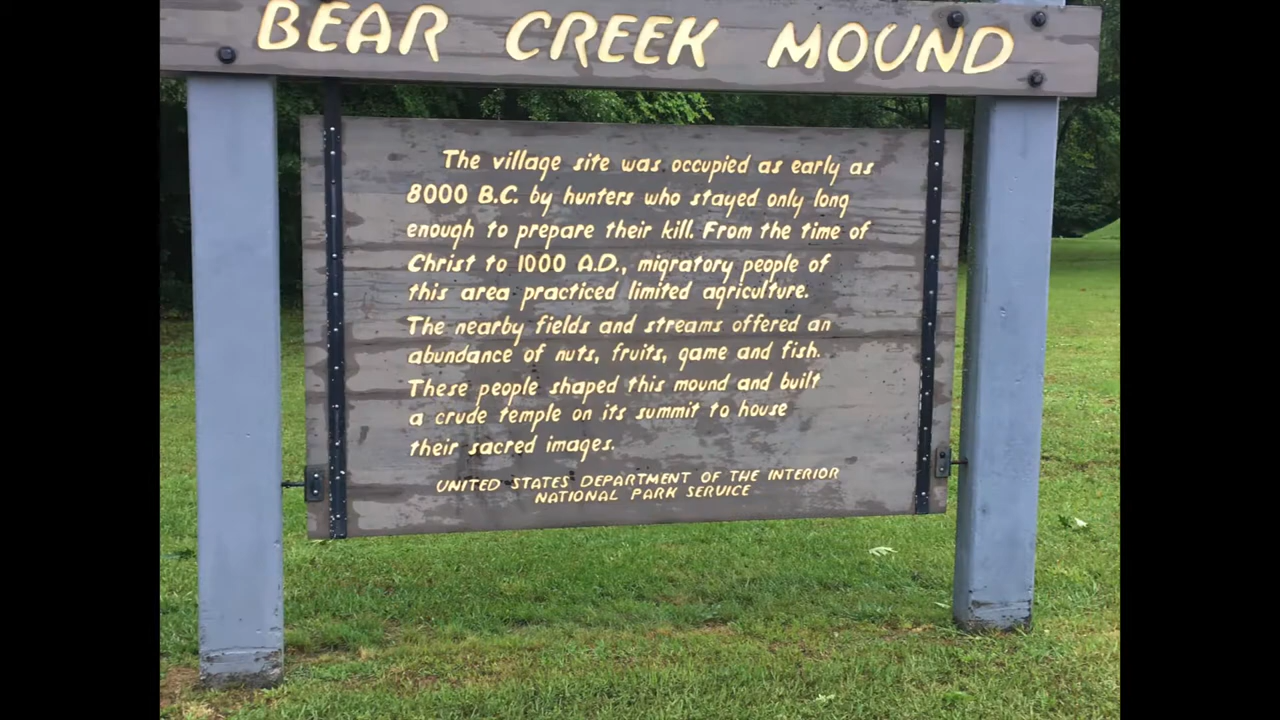 BEAR CREEK MOUND
The village site was occupied as early as
8000 B.C. by hunters who stayed only long
enough to prepare their kill. From the time of
Christ to 1000 A.D., migratory people of
this area practiced limited agriculture.
The nearby fields and streams offered an
abundance of nuts, fruits, game and fish.
These people shaped this mound and built
a crude temple on its summit to house
their sacred images.
UNITED STATES DEPARTMENT OF THE INTERIOR
NATIONAL PARK SERVICE